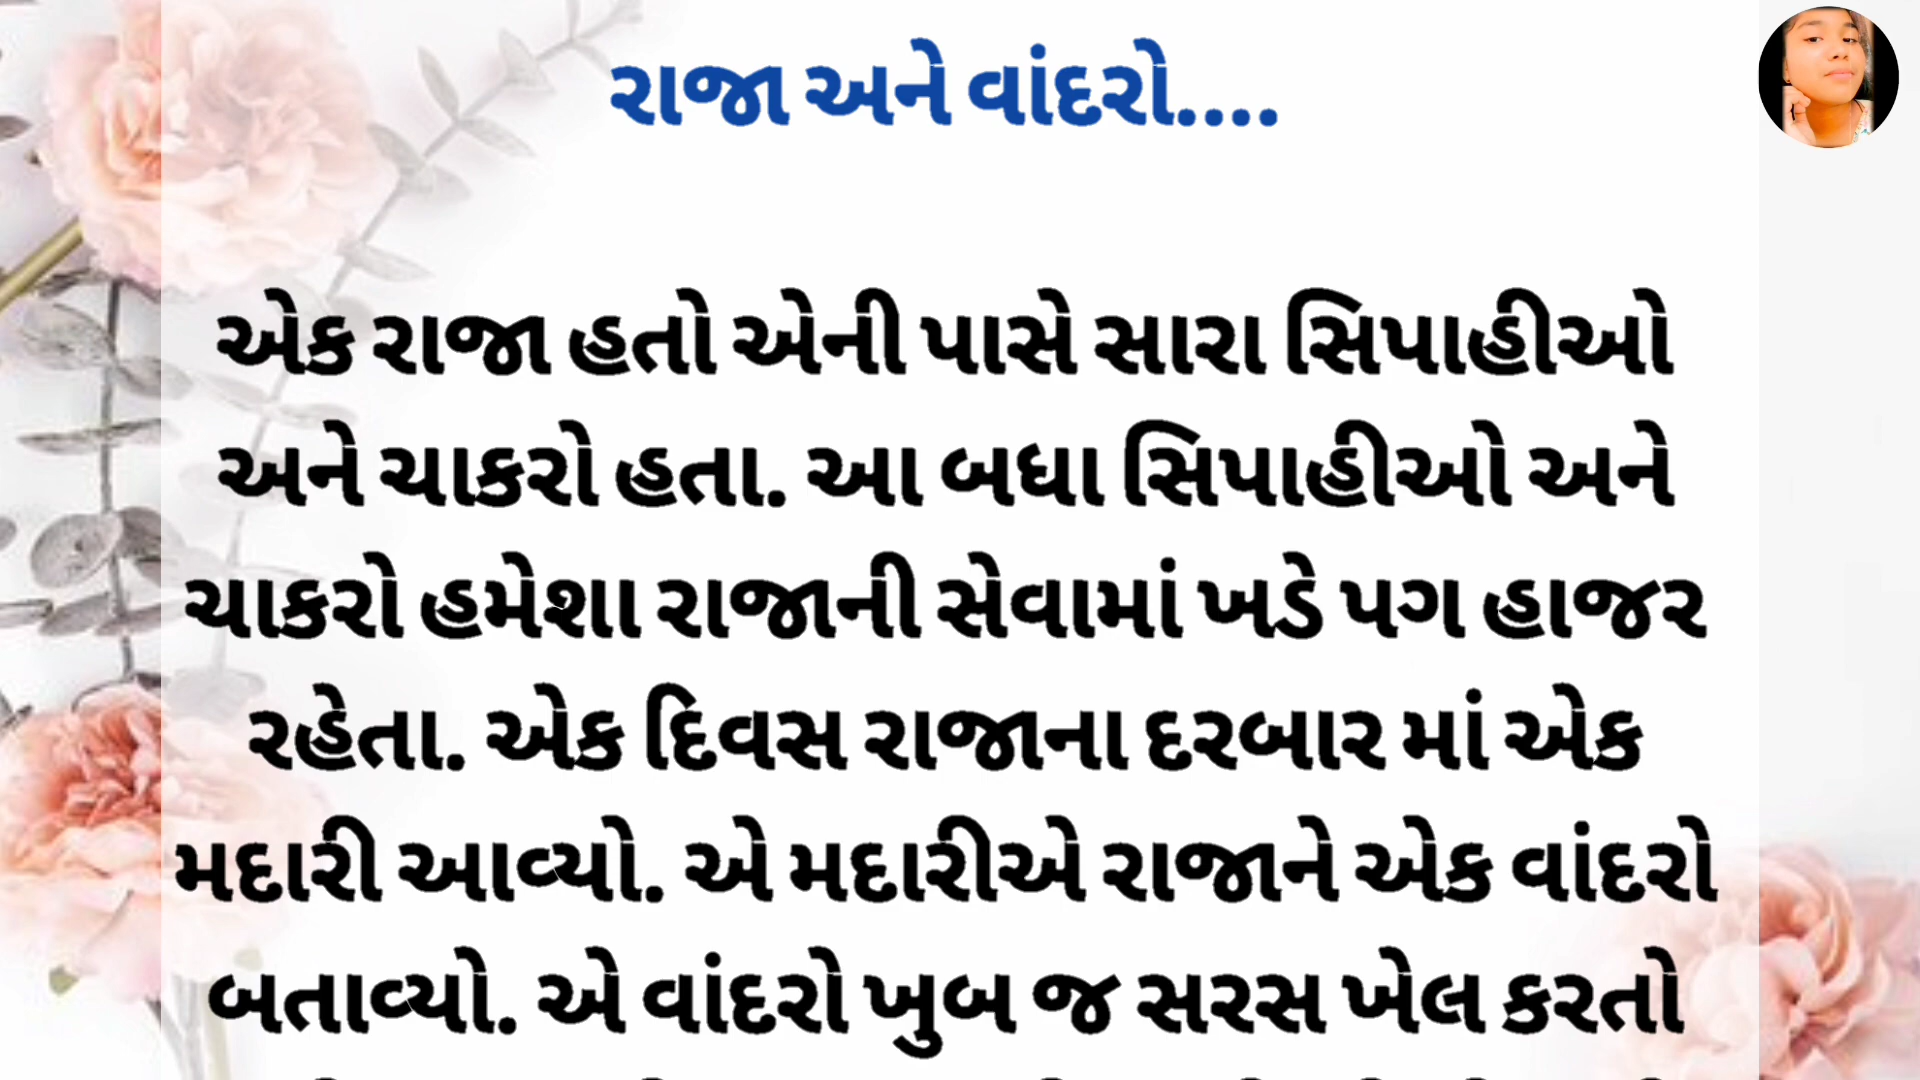 રાજા અને વાંદરો....
એક રાજા હતો એની પાસે સારા સિપાહીઓ
અને ચાકરો હતા. આ બધા સિપાહીઓ અને
ચાકરો હમેશા રાજાની સેવામાં ખડે પગ હાજર
રહેતા. એક દિવસ રાજાના દરબાર માં એક
મદારી આવ્યો. એ મદારીએ રાજાને એક વાંદરો
બતાવ્યો. એ વાંદરો ખુબ જ સરસ ખેલ કરતો